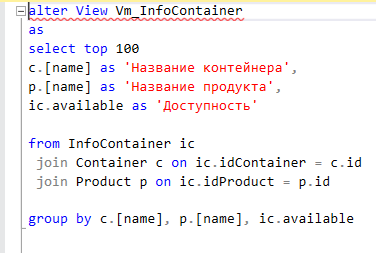 alter View Vm_InfoContainer
as
select top 100
c.[name] as 'Название контейнера',
p.[name] as 'Название продукта',
ic.available as 'Доступность'
from InfoContainer ic
join Container c on ic.idContainer = c.id
join Product p on ic.idProduct = p.id
group by c.[name], p.[name], ic.available